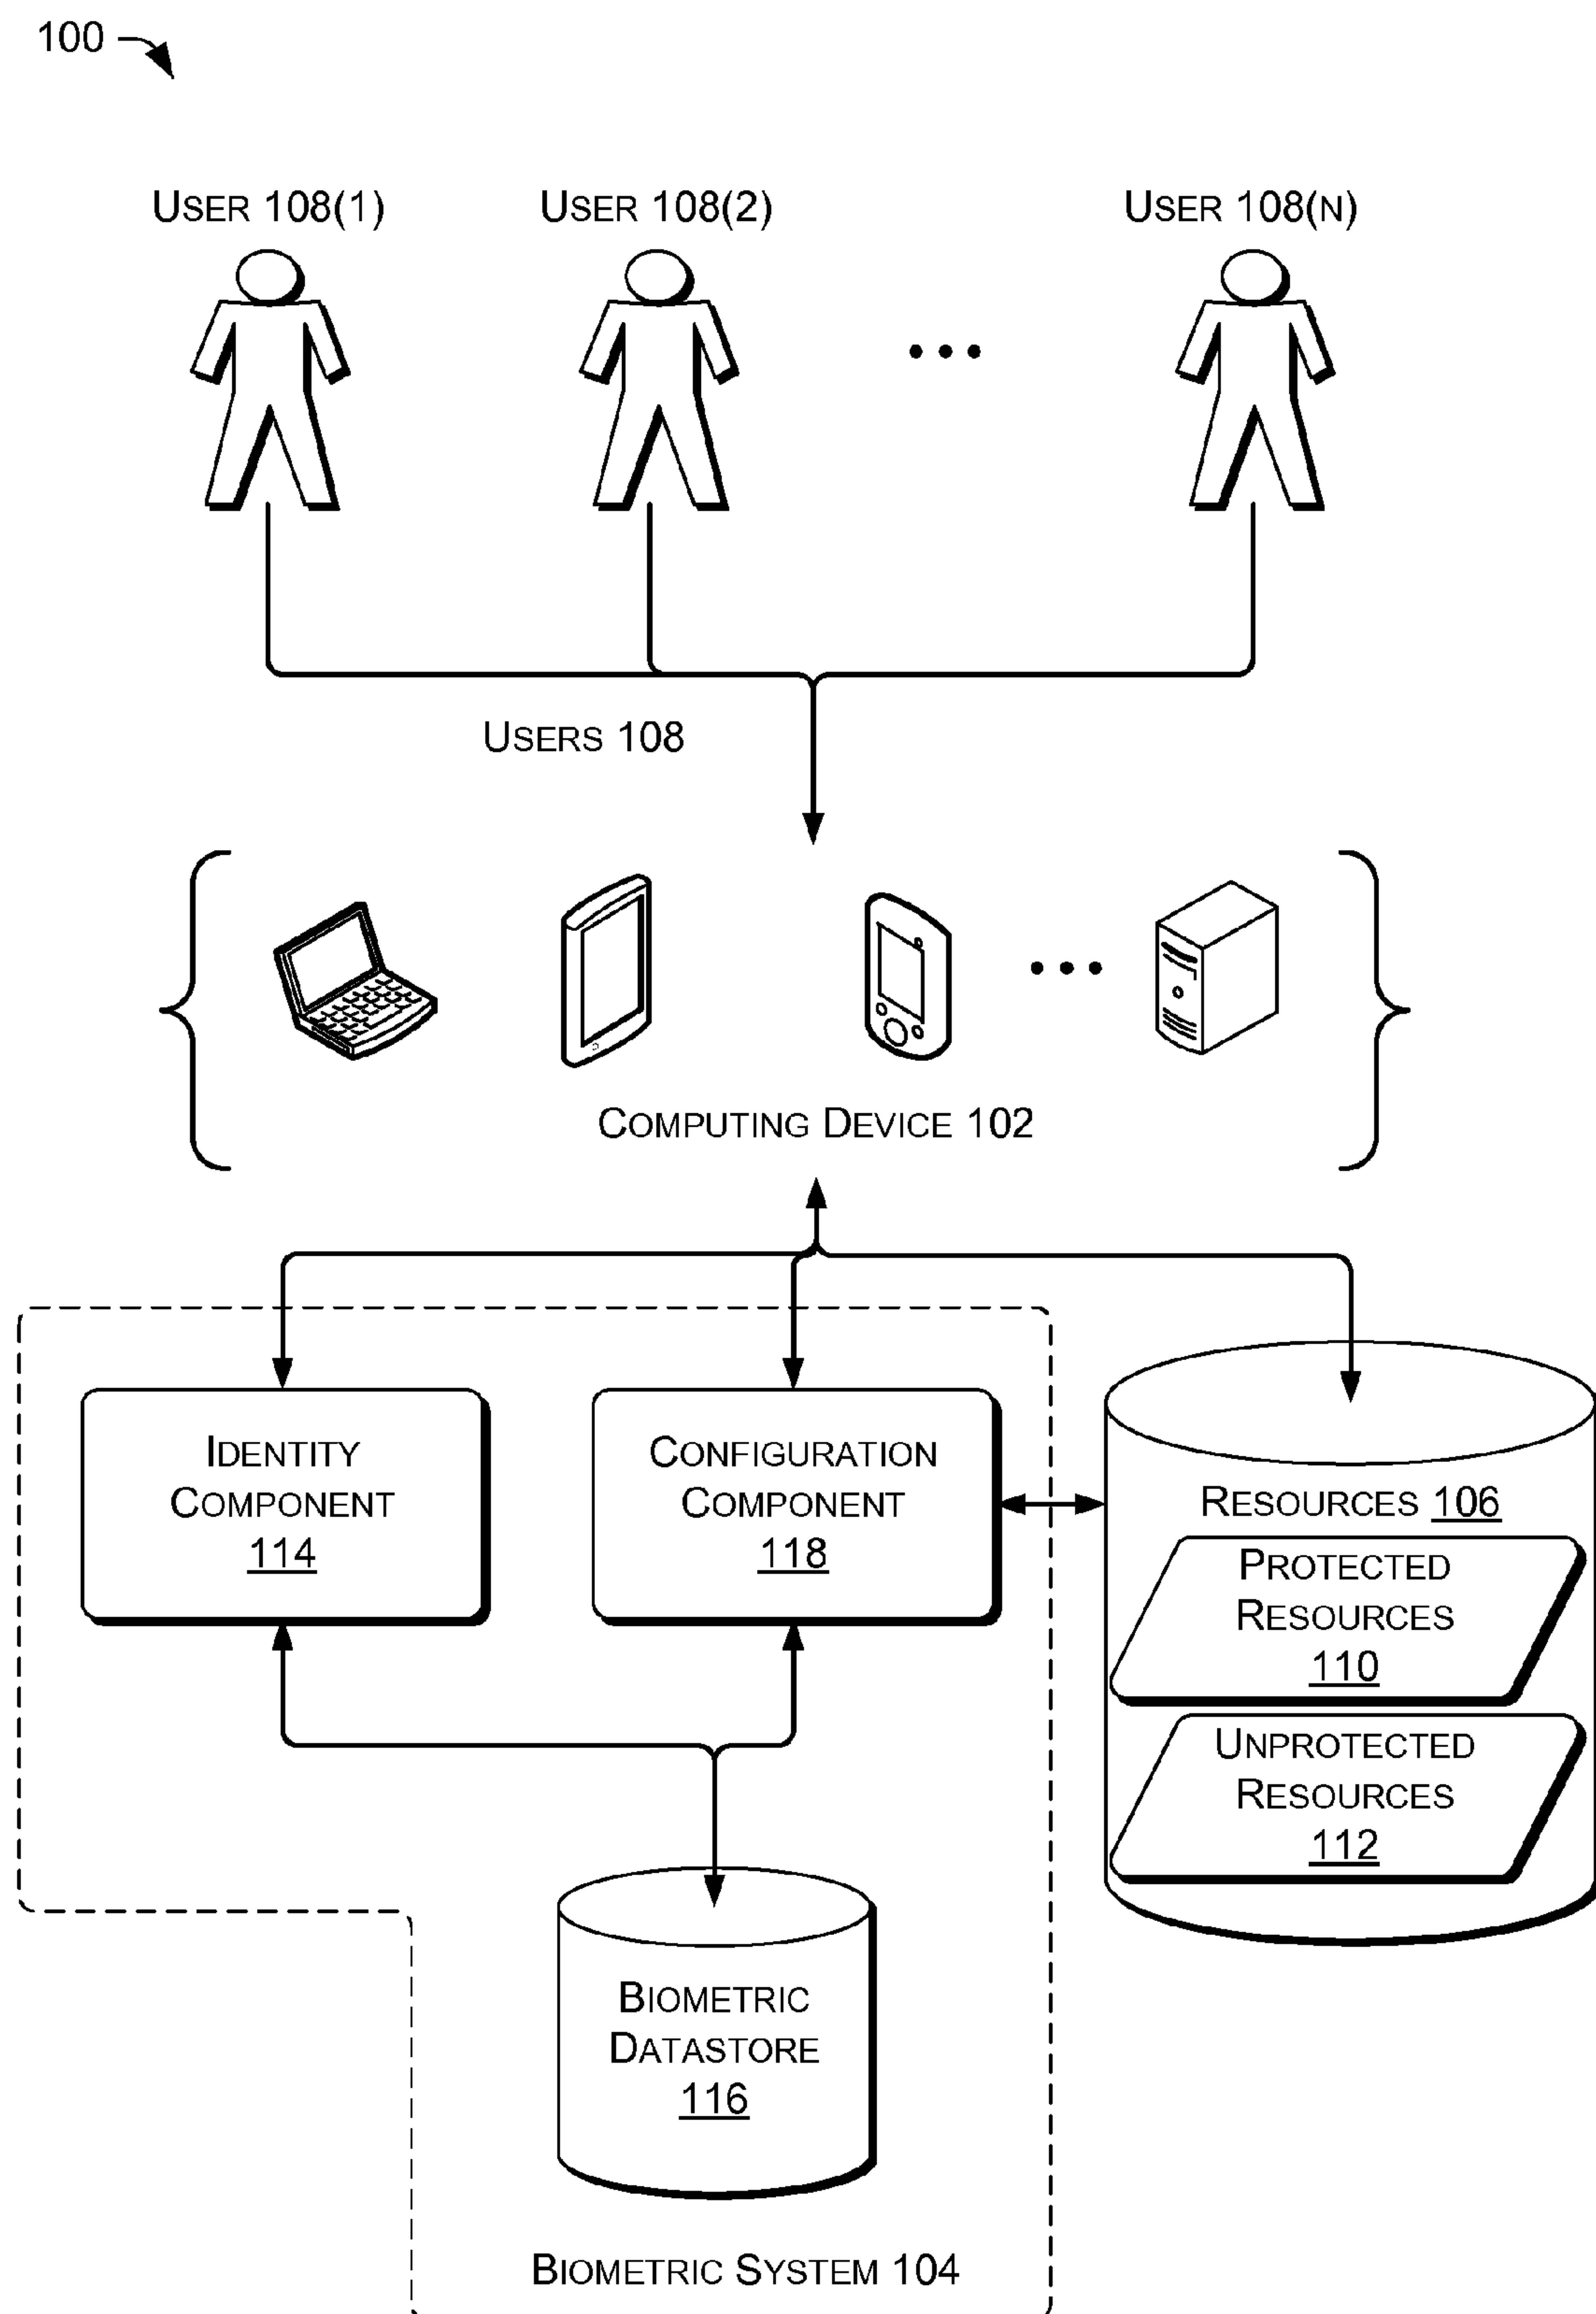 100
USER 108(1)
USER 108(2)
USER 108(N)
USERS 108
COMPUTING DEVICE 102
IDENTITY
COMPONENT
114
CONFIGURATION
COMPONENT
118
RESOURCES 106
PROTECTED
RESOURCES
110
UNPROTECTED
RESOURCES
112
BIOMETRIC
DATASTORE
116
BIOMETRIC SYSTEM 104